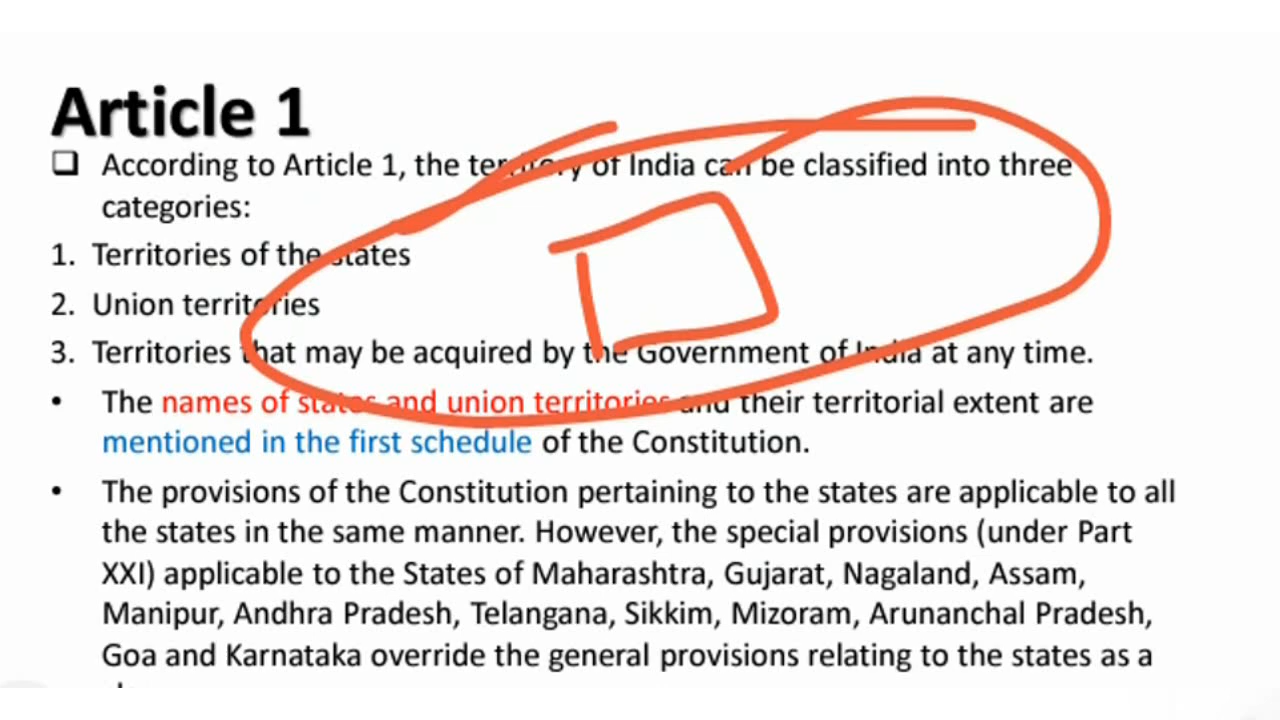 Article 1
❑ According to Article 1, the territory of India can be classified into three
categories:
1. Territories of the states
2. Union territories
3. Territories that may be acquired by the Government of India at any time.
• The names of states and union territories and their territorial extent are
mentioned in the first schedule of the Constitution.
• The provisions of the Constitution pertaining to the states are applicable to all
the states in the same manner. However, the special provisions (under Part
XXI) applicable to the States of Maharashtra, Gujarat, Nagaland, Assam,
Manipur, Andhra Pradesh, Telangana, Sikkim, Mizoram, Arunanchal Pradesh,
Goa and Karnataka override the general provisions relating to the states as a